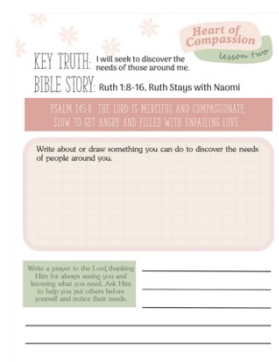 Heart of
Compassion
lesson two
KEY TRUTH: I will seek to discover the
needs of those around me.
BIBLE STORY: Ruth 1:8-16, Ruth Stays with Naomi
PSALM 145:8 THE LORD IS MERCIFUL AND COMPASSIONATE,
SLOW TO GET ANGRY AND FILLED WITH UNFAILING LOVE
Write about or draw something you can do to discover the needs
of people around you.
Write a prayer to the Lord, thanking
Him for always seeing you and
knowing what you need. Ask Him
to help you put others before
yourself and notice their needs.